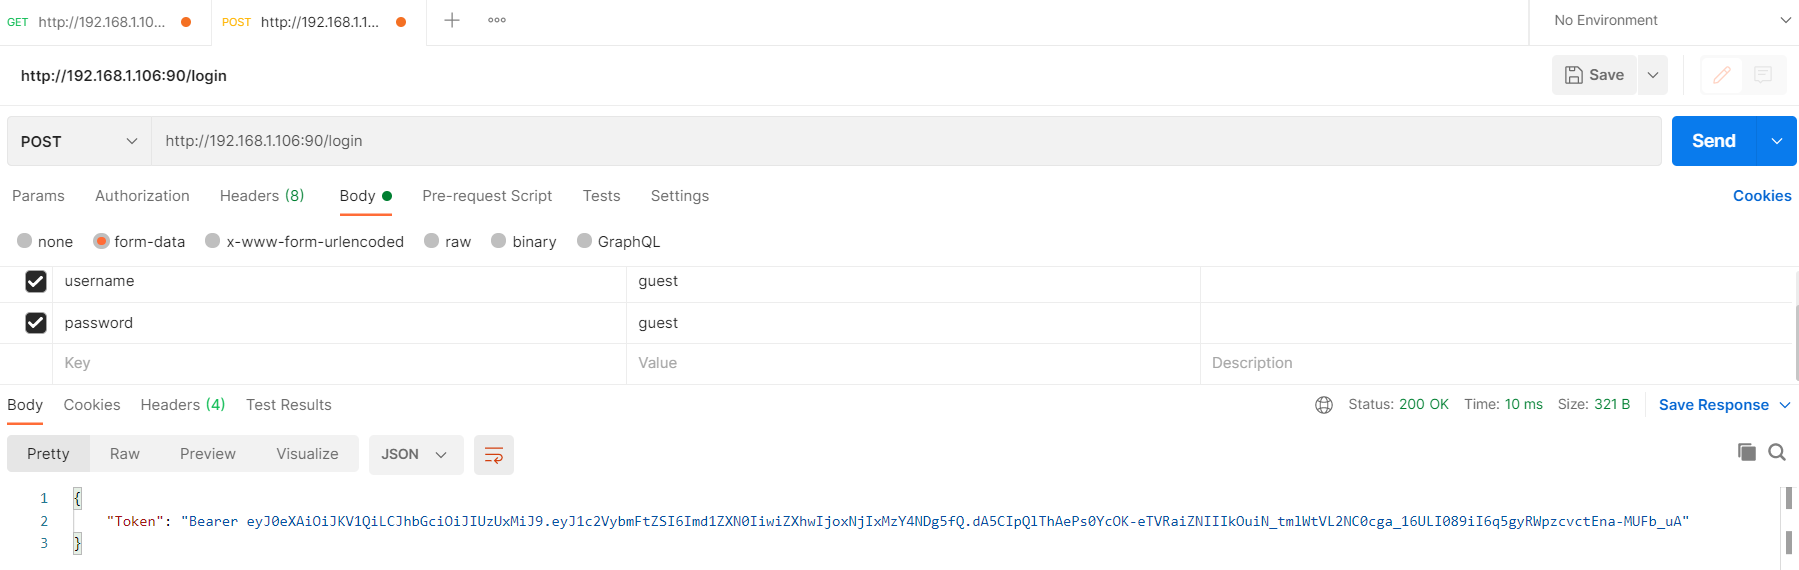 GET http://192.168.1.10... POST http://192.168.1.1... No Environment
http://192.168.1.106:90/login Save
POST http://192.168.1.106:90/login Send
Params Authorization Headers (8) Body Pre-request Script Tests Settings Cookies
none form-data x-www-form-urlencoded raw binary GraphQL
username guest
password guest
Key Value Description
Body Cookies Headers (4) Test Results Status: 200 OK Time: 10 ms Size: 321 B Save Response
Pretty Raw Preview Visualize JSON
1 {
2 "Token": "Bearer eyJ0eXAiOiJKV1QiLCJhbGciOiJIUzUxMiJ9.eyJ1c2VybmFtZSI6Imd1ZXN0IiwiZXhwIjoxNjIxMzY4NDg5fQ.dA5CIpQlThAePs0YcOK-eTVRaiZNIIIkOuiN_tmlWtVL2NC0cga_16ULI089iI6q5gyRWpzcvctEna-MUFb_uA"
3 }